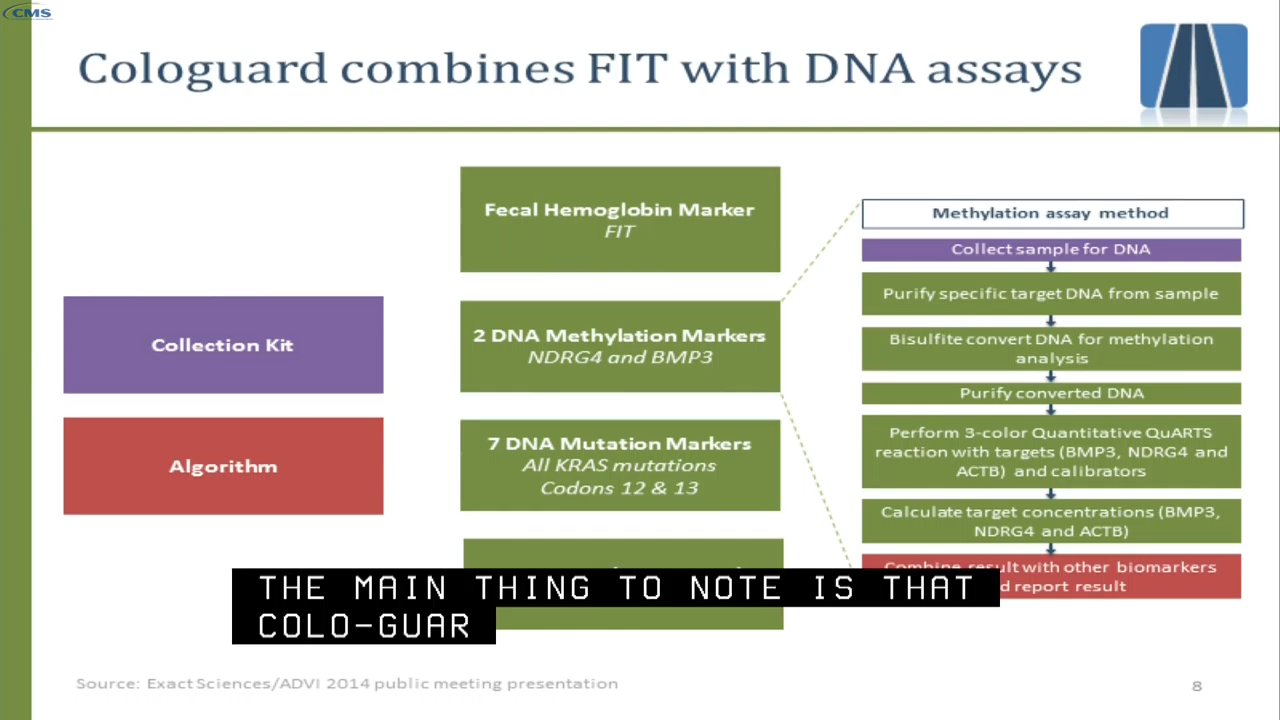 CMS
Cologuard combines FIT with DNA assays
Fecal Hemoglobin Marker
FIT
Collection Kit
Algorithm
2 DNA Methylation Markers
NDRG4 and BMP3
7 DNA Mutation Markers
All KRAS mutations
Codons 12 & 13
Methylation assay method
Collect sample for DNA
Purify specific target DNA from sample
Bisulfite convert DNA for methylation
analysis
Purify converted DNA
Perform 3-color Quantitative QuARTS
reaction with targets (BMP3, NDRG4 and
ACTB) and calibrators
Calculate target concentrations (BMP3,
NDRG4 and ACTB)
Combine result with other biomarkers
report result
THE MAIN THING TO NOTE IS THAT
COLO-GUAR
Source: Exact Sciences/ADVI 2014 public meeting presentation
8